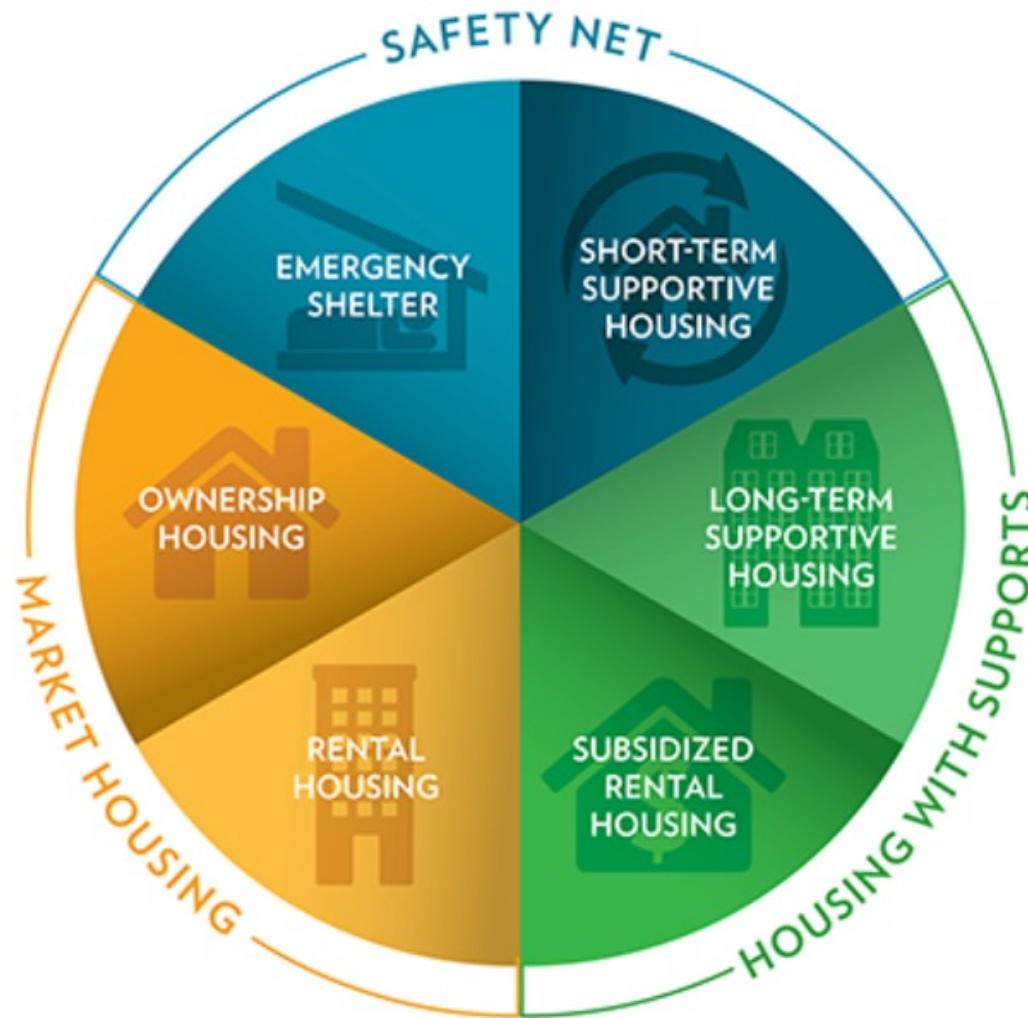 SAFETY NET
EMERGENCY
SHELTER
SHORT-TERM
SUPPORTIVE
HOUSING
OWNERSHIP
HOUSING
LONG-TERM
SUPPORTIVE
HOUSING
RENTAL
HOUSING
SUBSIDIZED
RENTAL
HOUSING
MARKET HOUSING
HOUSING WITH SUPPORTS
$